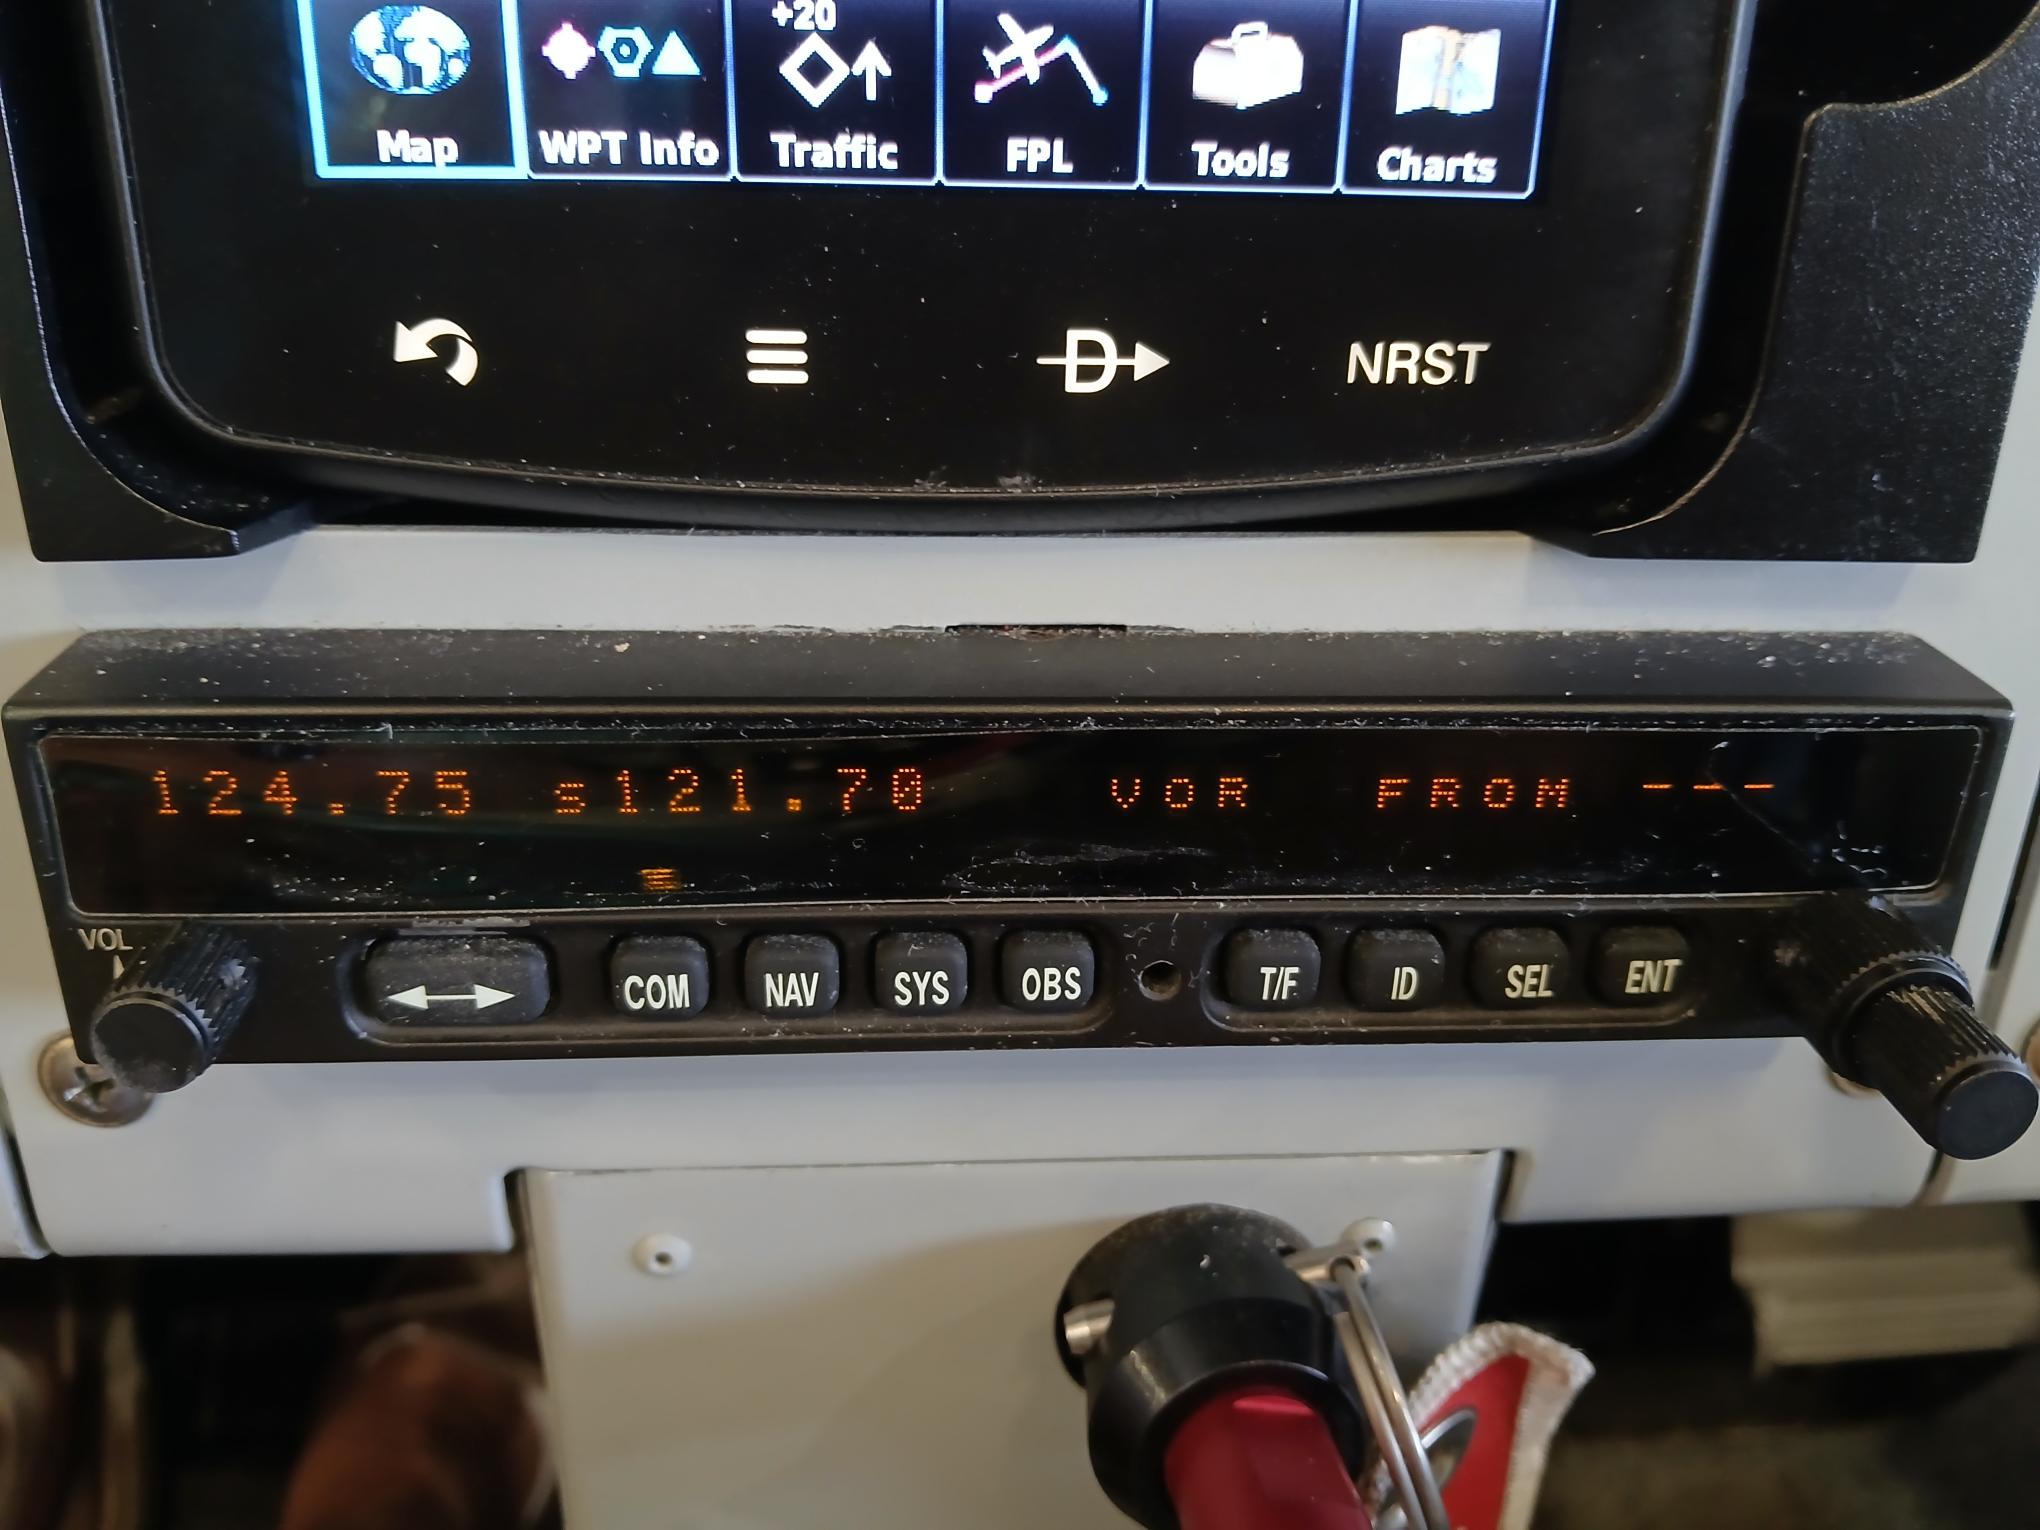 +20
Map WPT Info Traffic FPL Tools Charts
D NRST
124.75 s121.70 VOR FROM ---
VOL
COM NAV SYS OBS T/F ID SEL ENT